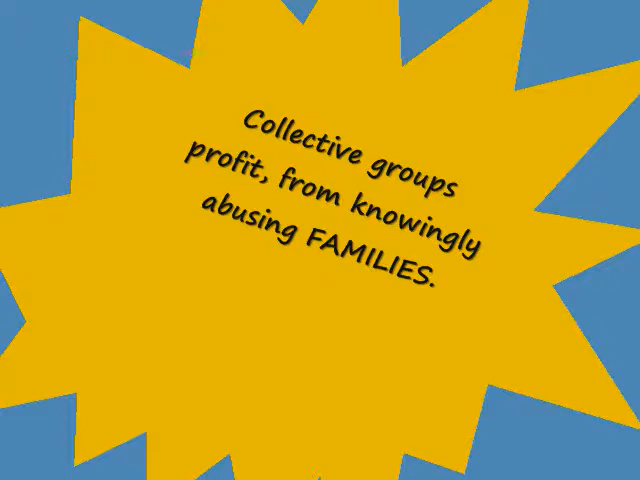 Collective groups
profit, from knowingly
abusing FAMILIES.